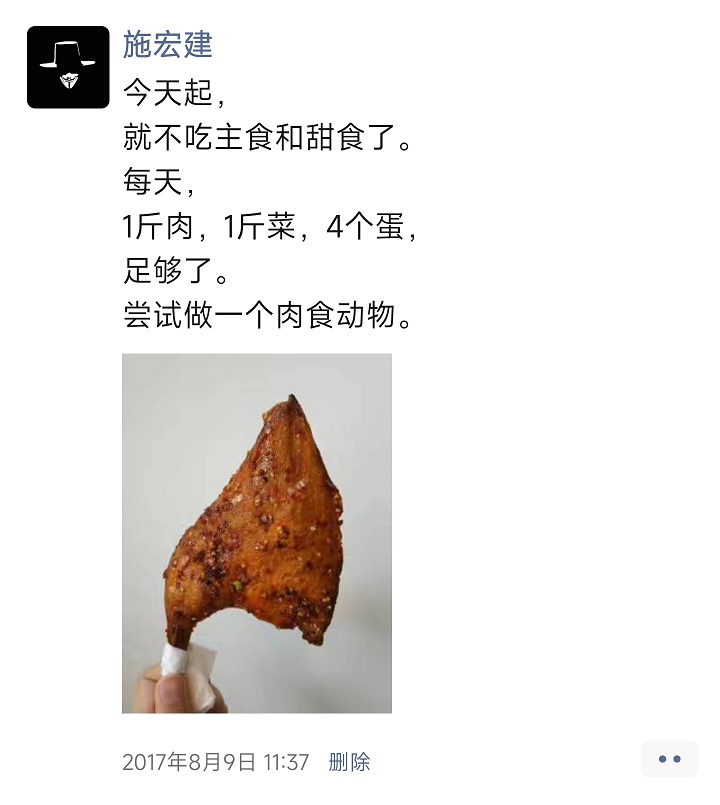 施宏建
今天起，
就不吃主食和甜食了。
每天，
1斤肉，1斤菜，4个蛋，
足够了。
尝试做一个肉食动物。
2017年8月9日 11:37 删除